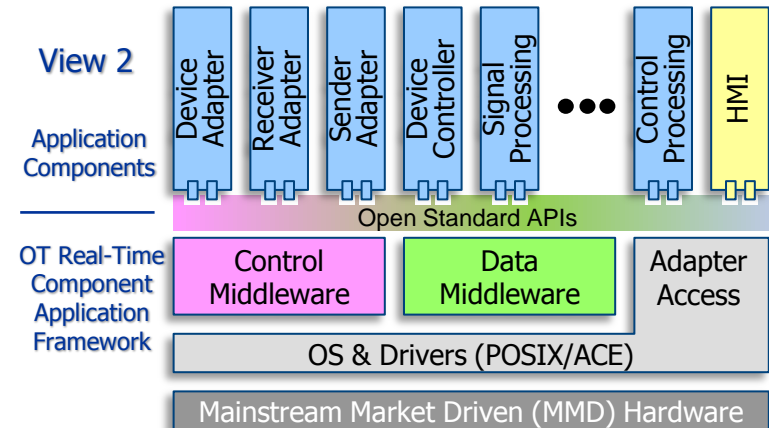 View 2
Application
Components
OT Real-Time
Component
Application
Framework
Device
Adapter
Receiver
Adapter
Sender
Adapter
Device
Controller
Signal
Processing
Control
Processing
HMI
Open Standard APIs
Control
Middleware
Data
Middleware
Adapter
Access
OS & Drivers (POSIX/ACE)
Mainstream Market Driven (MMD) Hardware